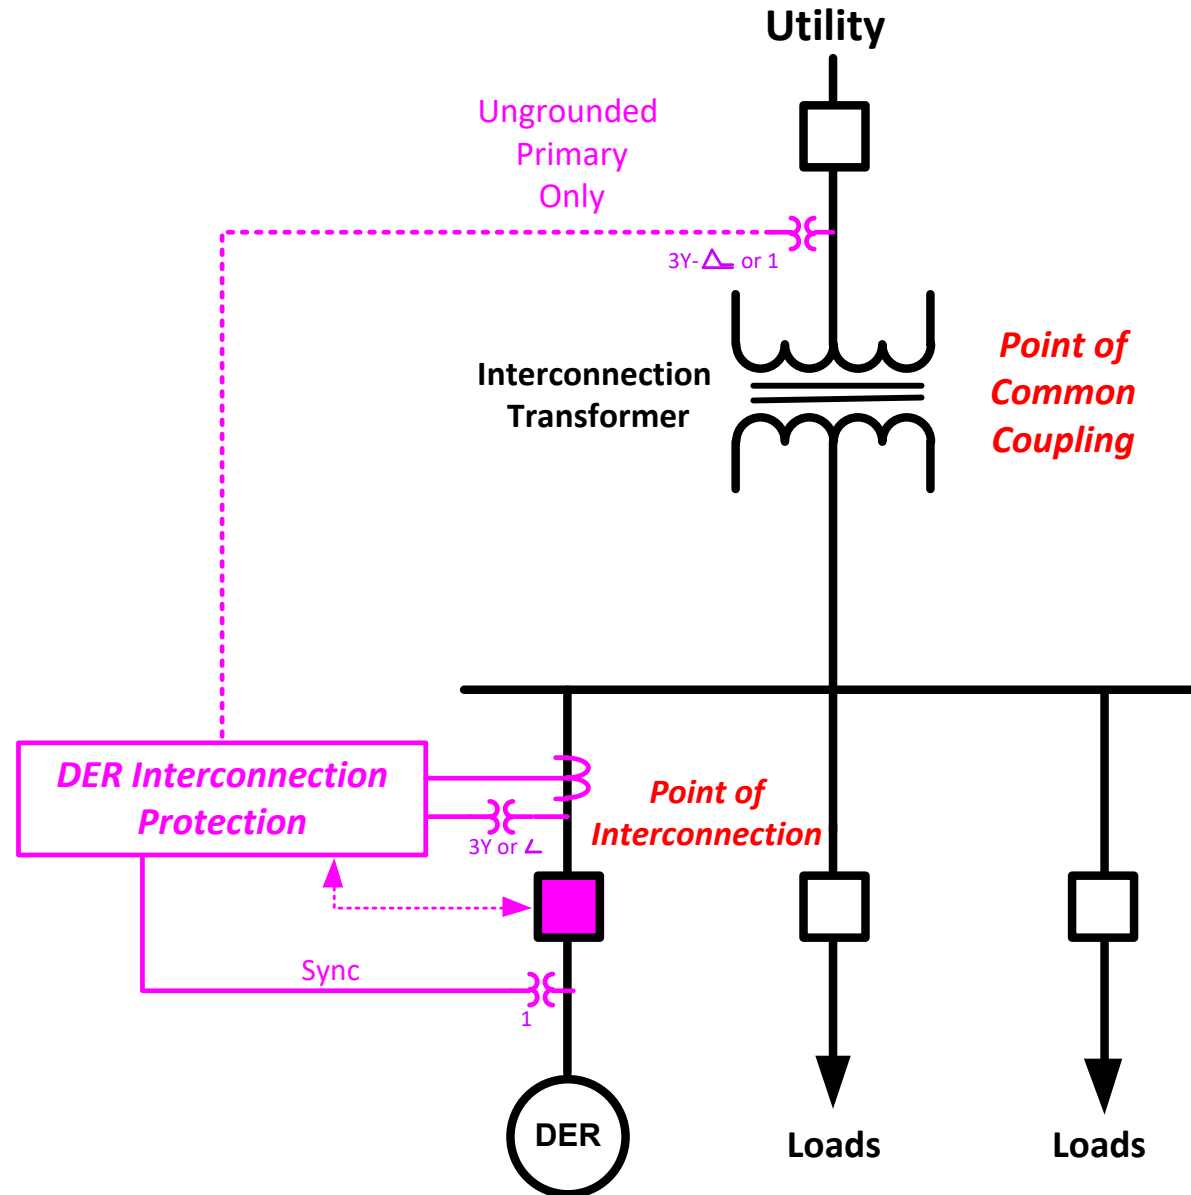 Utility
Ungrounded
Primary
Only
3Y- or 1
Interconnection
Transformer
Point of
Common
Coupling
DER Interconnection
Protection
Point of
Interconnection
3Y or
Sync
1
DER
Loads
Loads